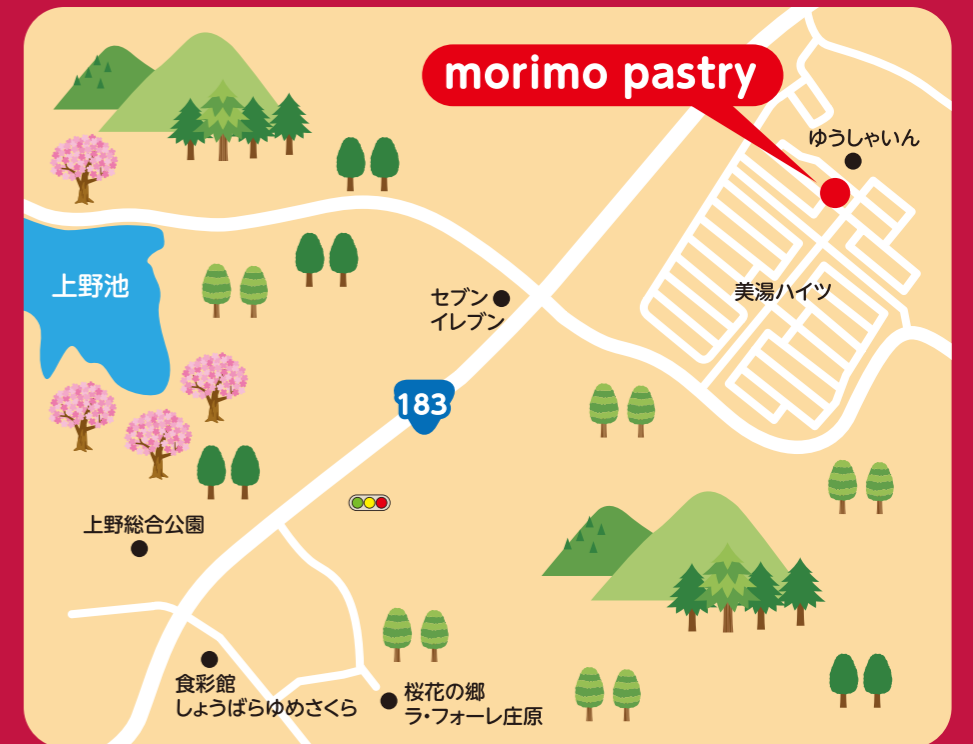 morimo pastry
ゆうしゃいん
上野池
セブン
イレブン
美湯ハイツ
183
上野総合公園
食彩館
しょうばらゆめさくら
桜花の郷
ラ・フォーレ庄原